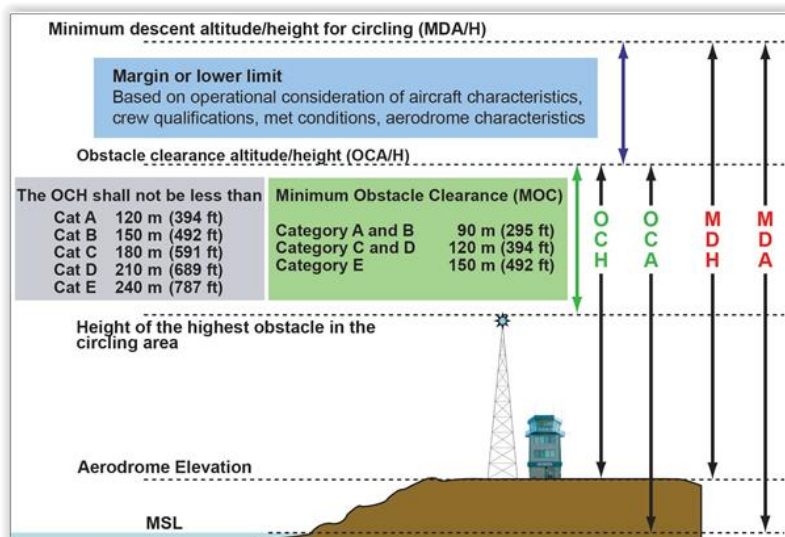 Minimum descent altitude/height for circling (MDA/H)
Margin or lower limit
Based on operational consideration of aircraft characteristics,
crew qualifications, met conditions, aerodrome characteristics
Obstacle clearance altitude/height (OCA/H)
The OCH shall not be less than
Cat A 120 m (394 ft)
Cat B 150 m (492 ft)
Cat C 180 m (591 ft)
Cat D 210 m (689 ft)
Cat E 240 m (787 ft)
Minimum Obstacle Clearance (MOC)
Category A and B 90 m (295 ft)
Category C and D 120 m (394 ft)
Category E 150 m (492 ft)
OCH
OCA
MDH
MDA
Height of the highest obstacle in the
circling area
Aerodrome Elevation
MSL